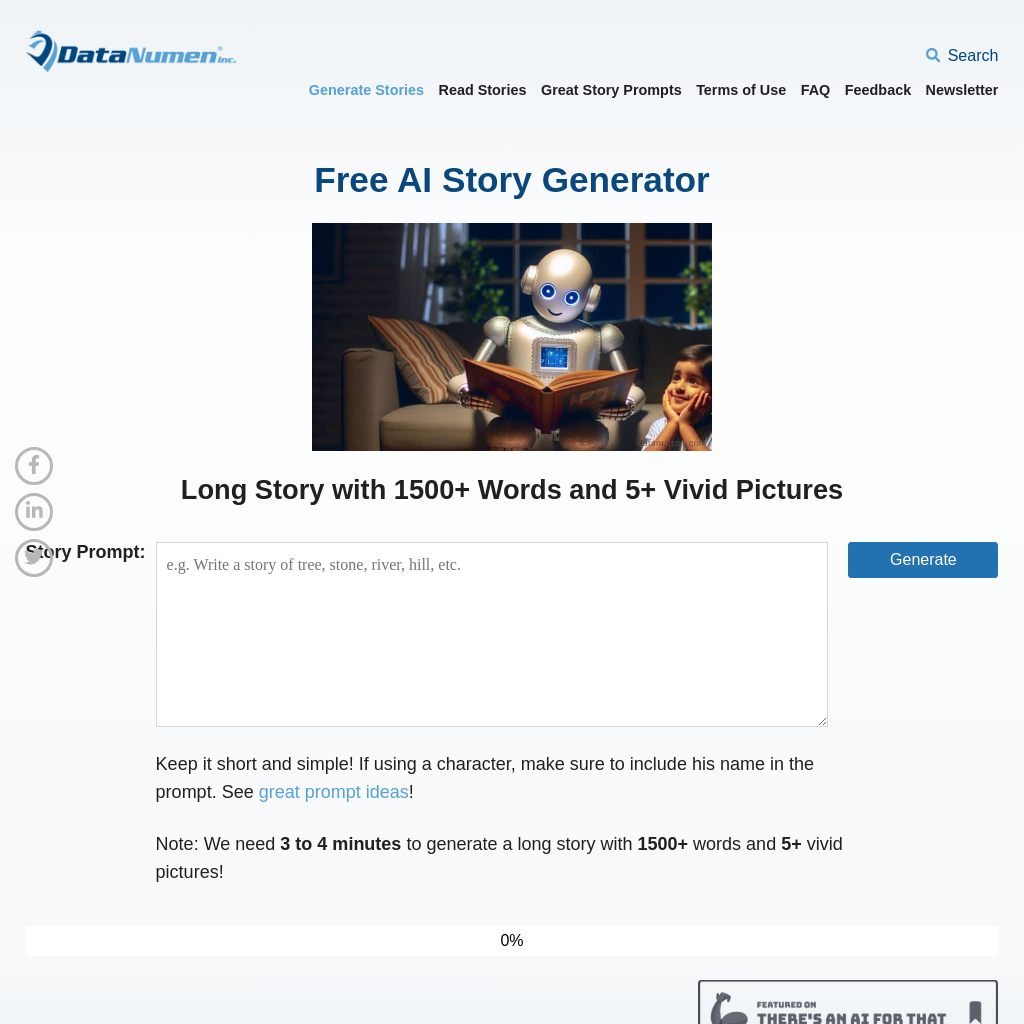 DataNumen® inc.
Search
Generate Stories Read Stories Great Story Prompts Terms of Use FAQ Feedback Newsletter
Free AI Story Generator
Long Story with 1500+ Words and 5+ Vivid Pictures
Story Prompt:
e.g. Write a story of tree, stone, river, hill, etc.
Generate
Keep it short and simple! If using a character, make sure to include his name in the
prompt. See great prompt ideas!
Note: We need 3 to 4 minutes to generate a long story with 1500+ words and 5+ vivid
pictures!
0%
FEATURED ON
THERE'S AN AI FOR THAT